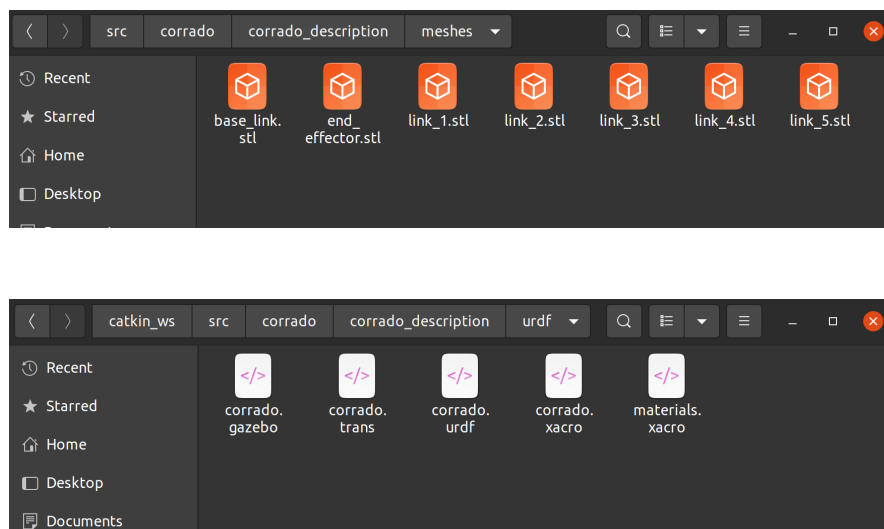 src corrado corrado_description meshes
Recent
Starred
Home
Desktop
base_link.
stl
end_
effector.stl
link_1.stl
link_2.stl
link_3.stl
link_4.stl
link_5.stl
catkin_ws src corrado corrado_description urdf
Recent
Starred
Home
Desktop
Documents
corrado.
gazebo
corrado.
trans
corrado.
urdf
corrado.
xacro
materials.
xacro